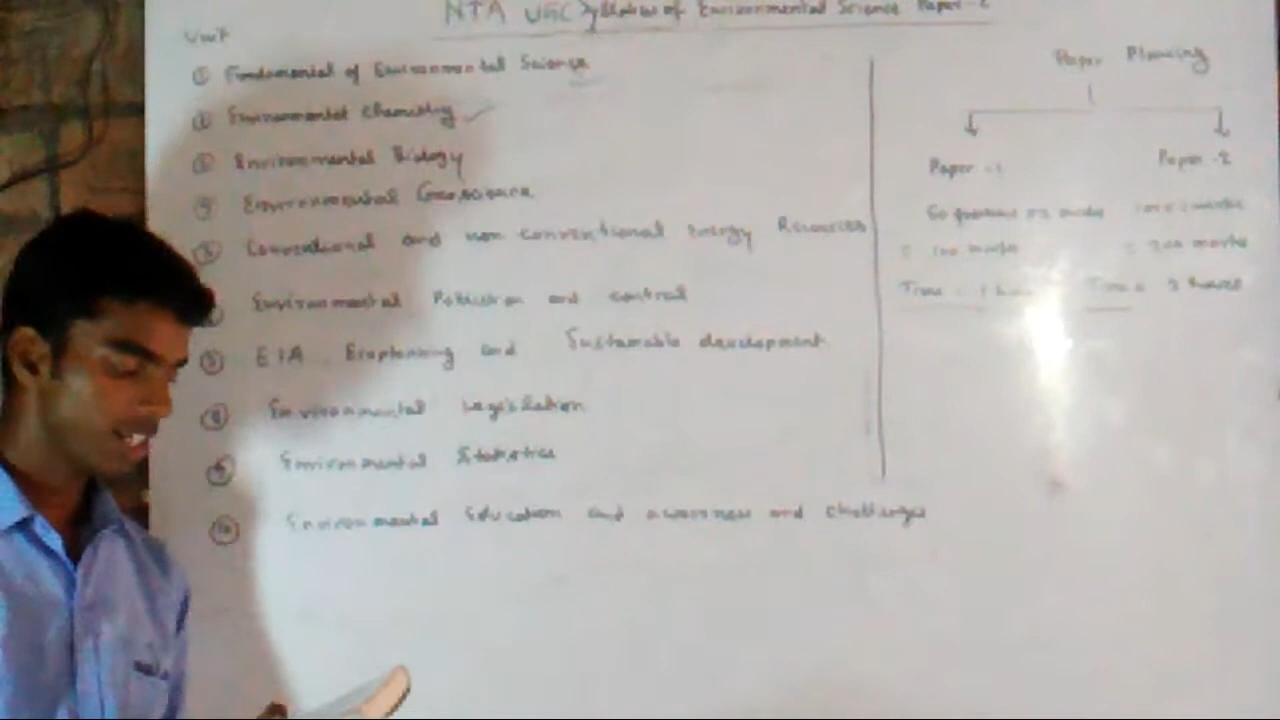 NTA UGC Syllabus of Environmental Science Paper - 2
Unit
① Fundamental of Environmental Science
② Environmental Chemistry ✓
③ Environmental Biology
④ Environmental Geoscience
⑤ Conventional and non conventional energy Resources
Environmental Pollution and control
⑦ EIA Ecoplanning and Sustainable development
⑧ Environmental Legislation
⑨ Environmental Statistics
⑩ Environmental Education and awareness and challenges
Paper Planning
Paper - 1 Paper - 2
50 questions marks
= 100 marks = 200 marks
Time - 1 Time = 2 hours